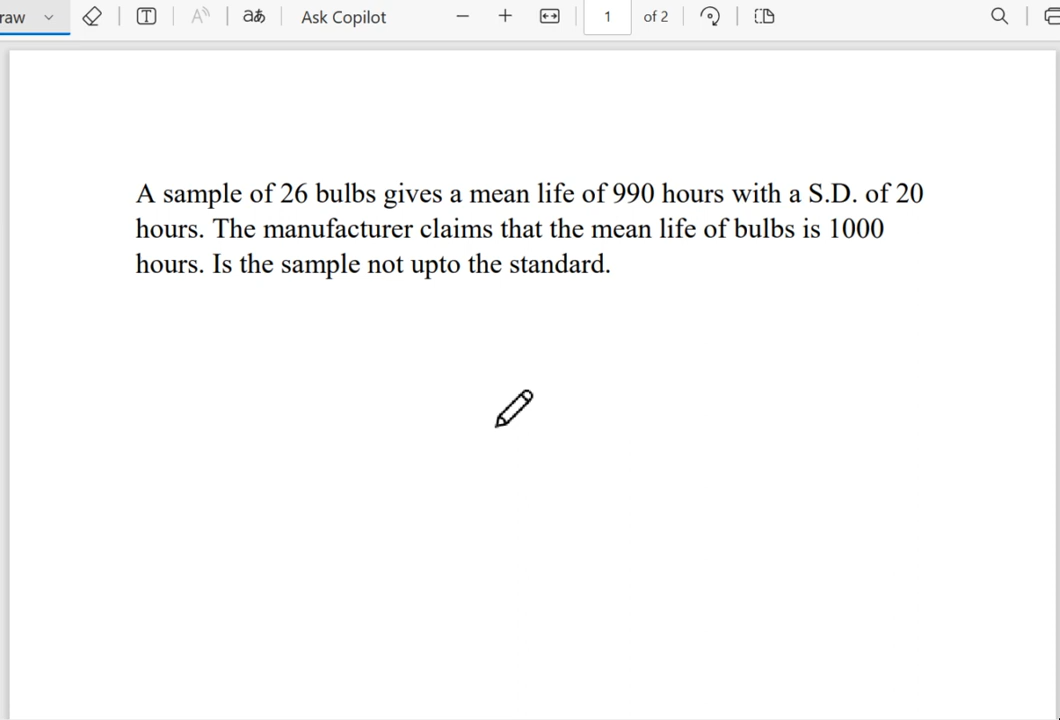 raw aあ Ask Copilot 1 of 2
A sample of 26 bulbs gives a mean life of 990 hours with a S.D. of 20
hours. The manufacturer claims that the mean life of bulbs is 1000
hours. Is the sample not upto the standard.